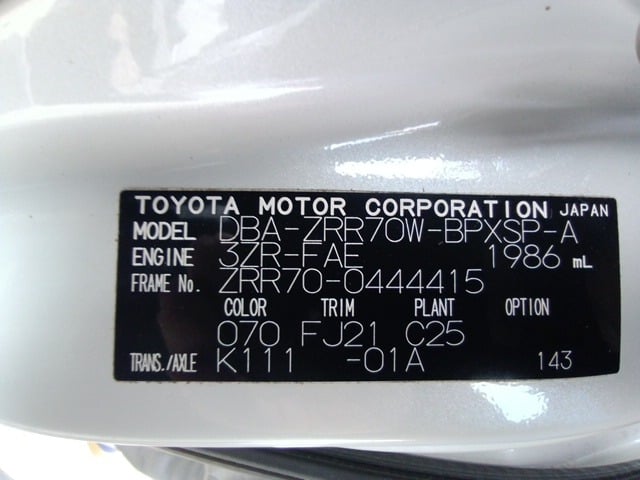 TOYOTA MOTOR CORPORATION JAPAN
MODEL DBA-ZRR70W-BPXSP-A
ENGINE 3ZR-FAE 1986 mL
FRAME No. ZRR70-0444415
COLOR TRIM PLANT OPTION
070 FJ21 C25
TRANS./AXLE K111 -01A 143